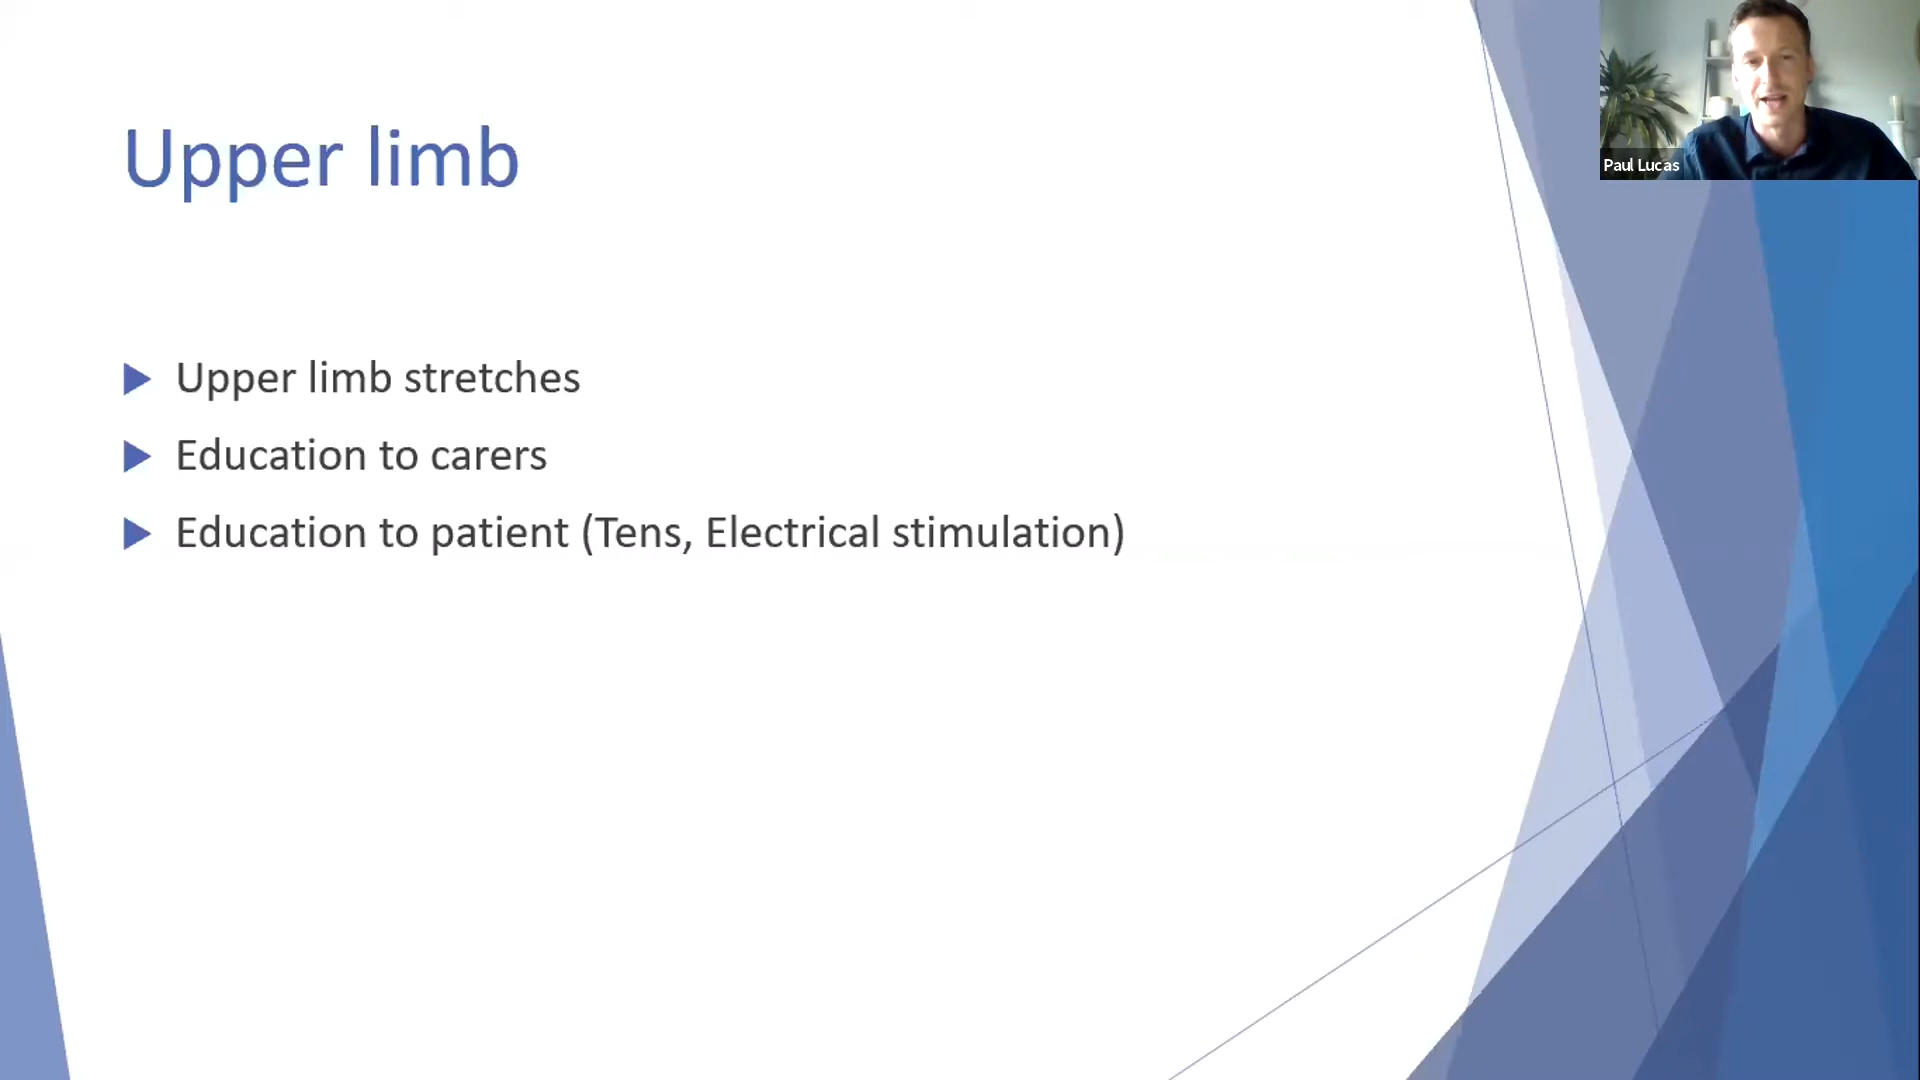 Upper limb
Upper limb stretches
Education to carers
Education to patient (Tens, Electrical stimulation)
Paul Lucas